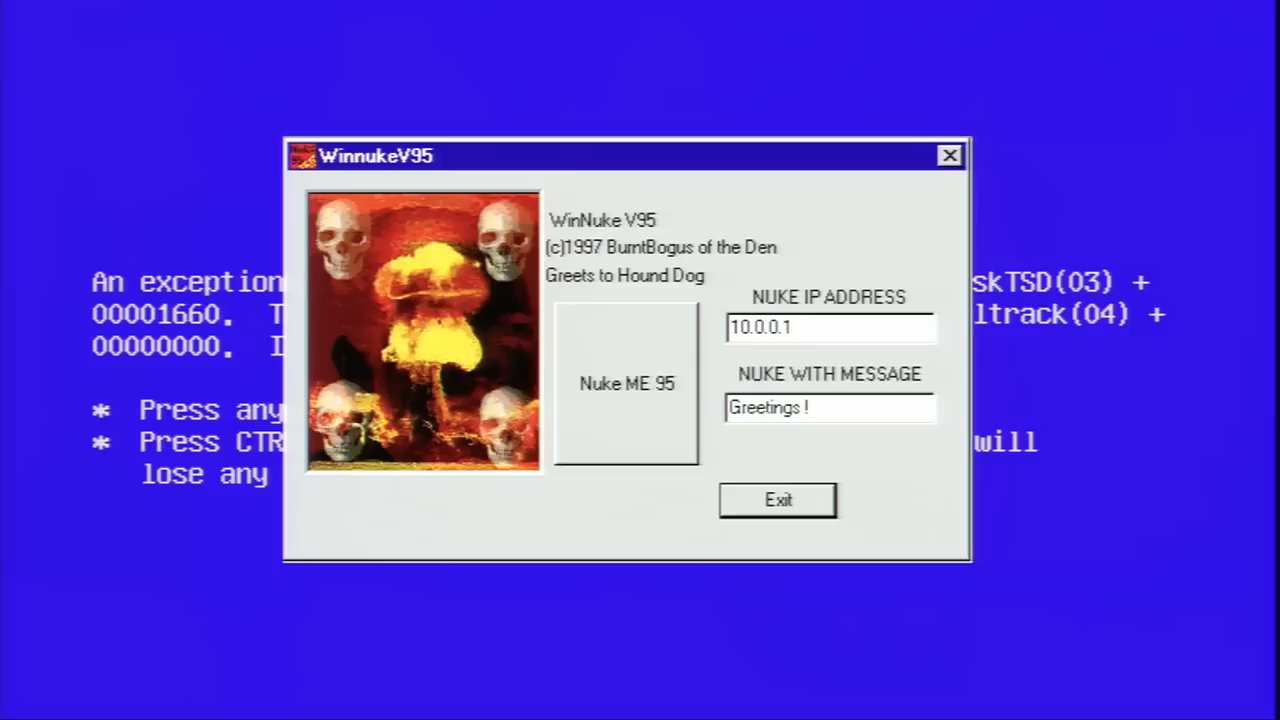 WinnukeV95
WinNuke V95
(c)1997 BurntBogus of the Den
Greets to Hound Dog
NUKE IP ADDRESS
10.0.0.1
Nuke ME 95
NUKE WITH MESSAGE
Greetings !
Exit
An exception skTSD(03) +
00001660. T ltrack(04) +
00000000. I
* Press any
* Press CTR will
lose any